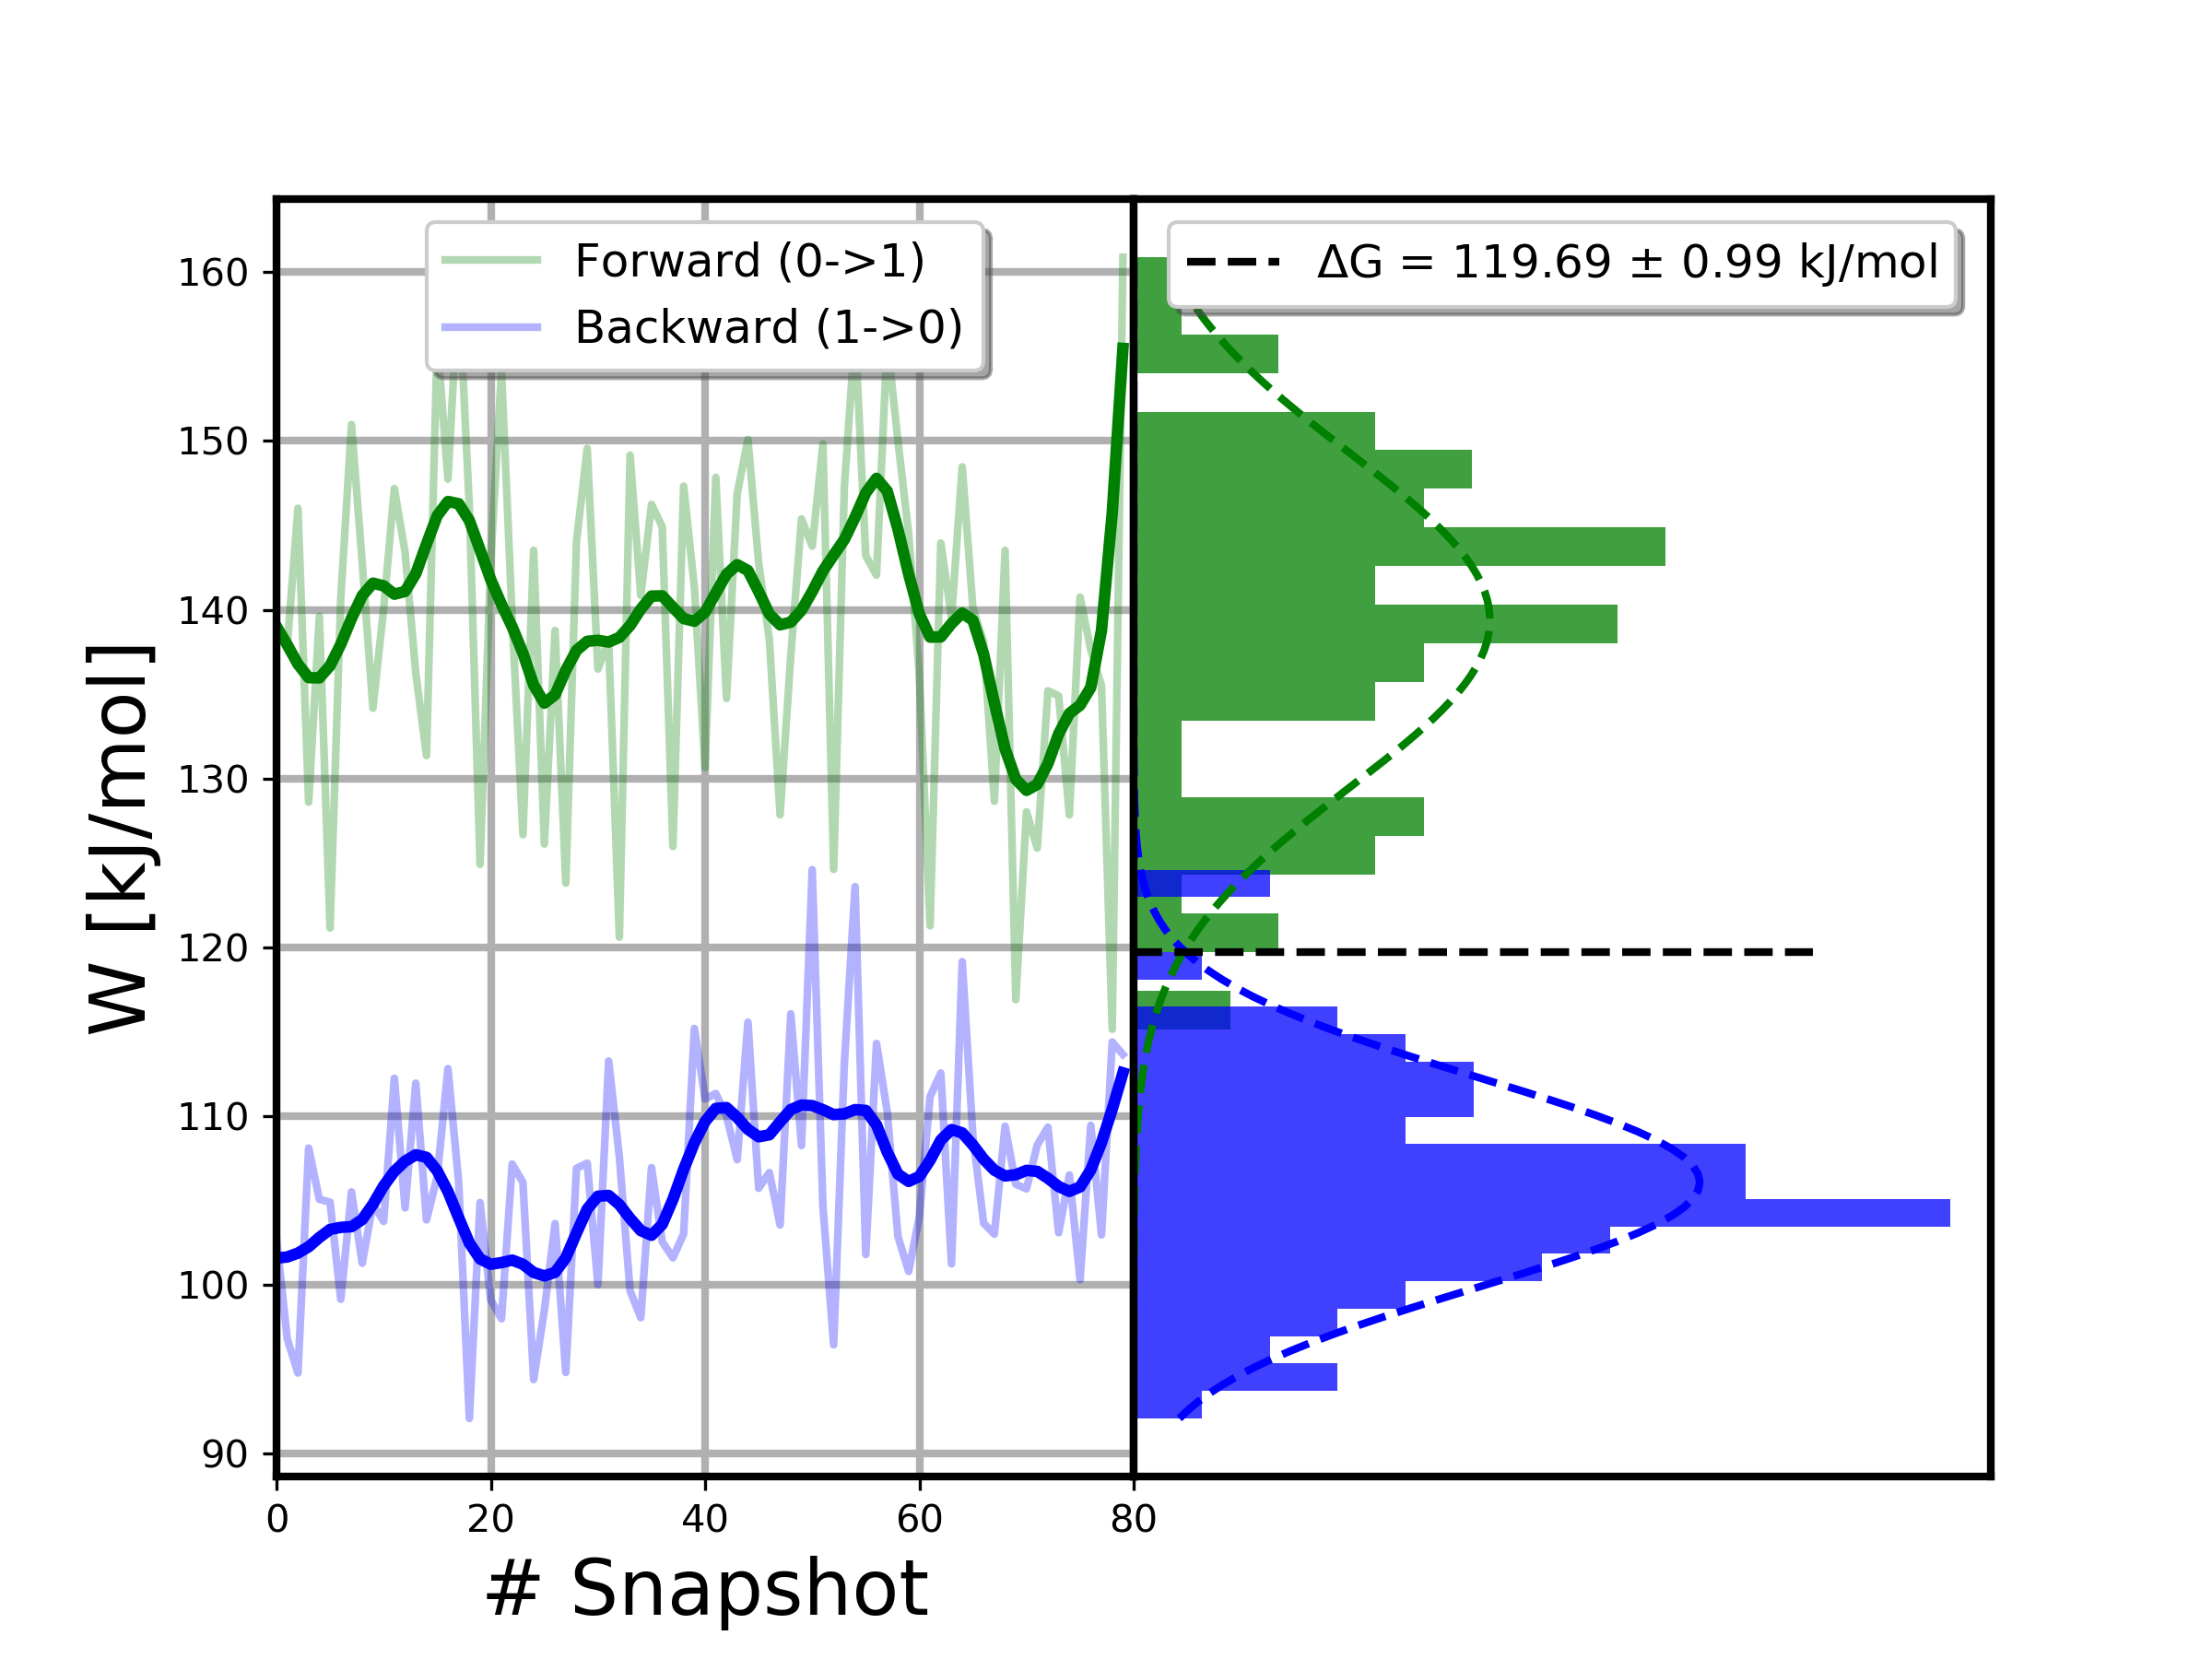 Forward (0->1)
Backward (1->0)
ΔG = 119.69 ± 0.99 kJ/mol
W [kJ/mol]
160
150
140
130
120
110
100
90
0 20 40 60 80
# Snapshot